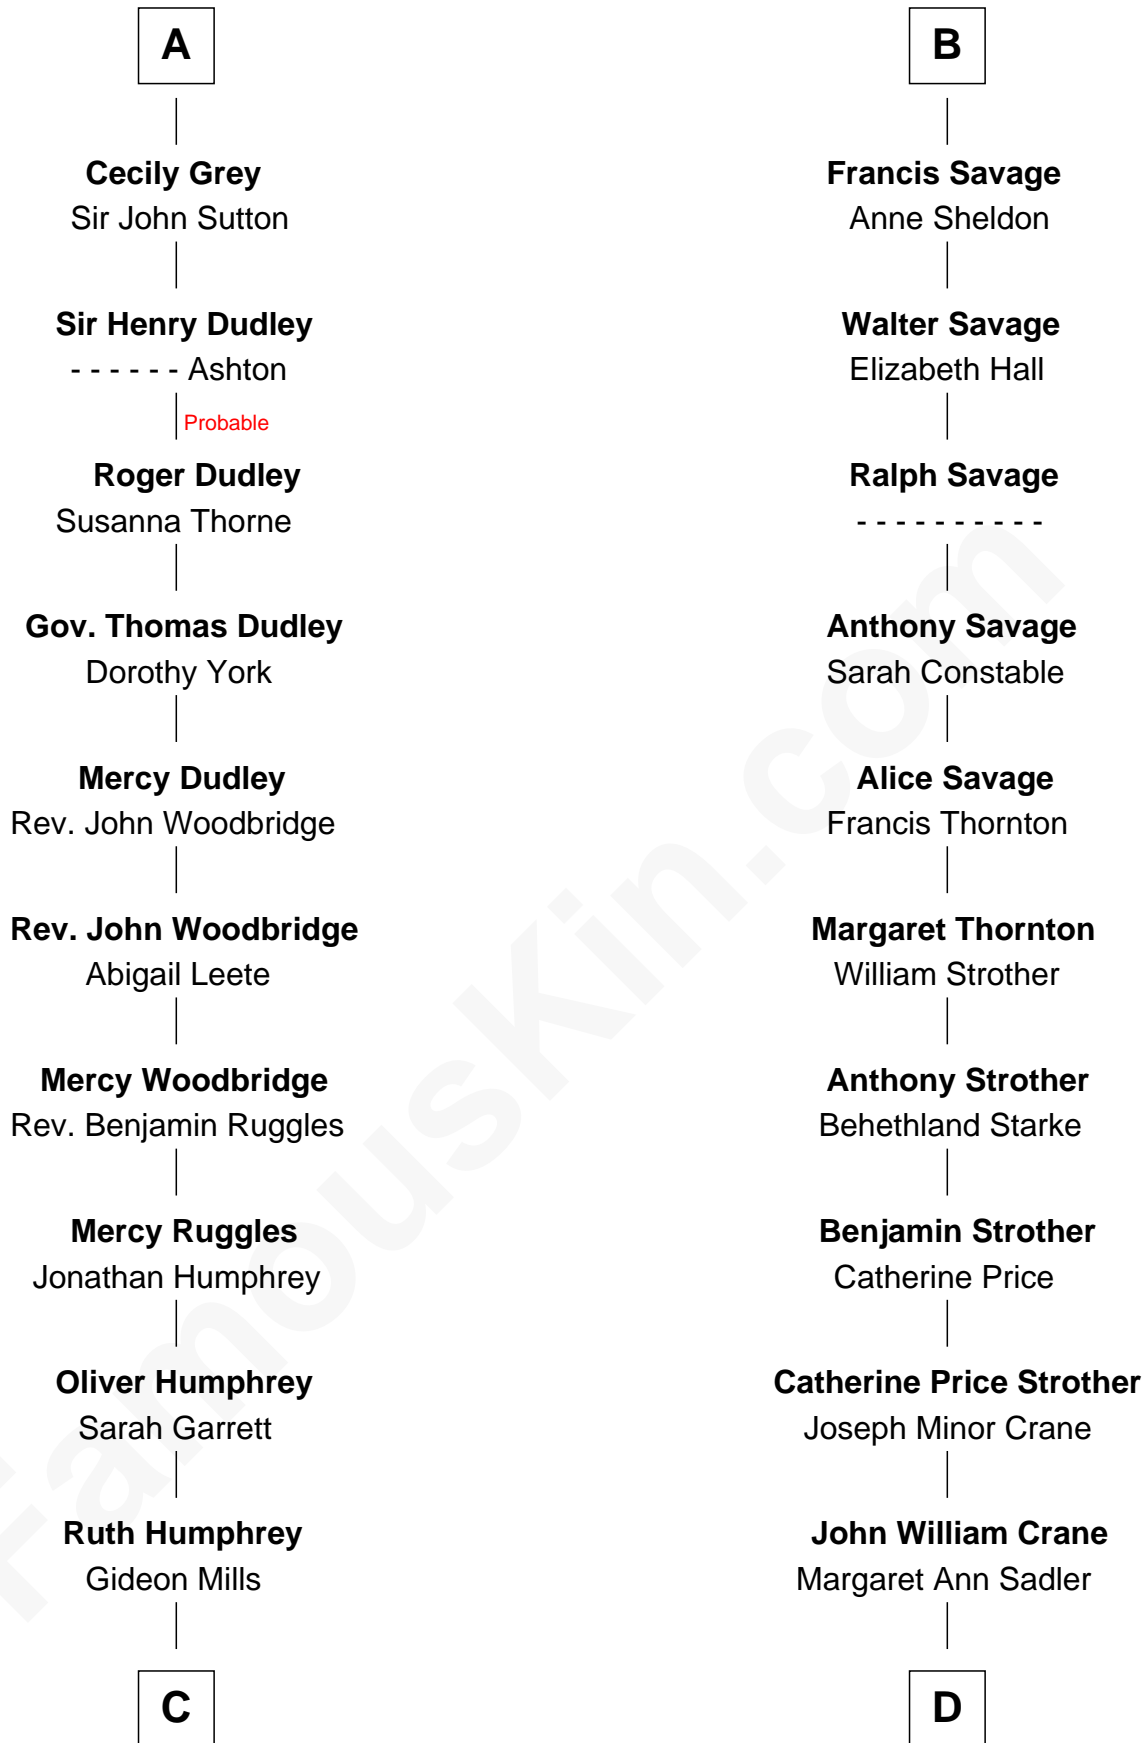 A
Cecily Grey
Sir John Sutton
Sir Henry Dudley
- - - - - - Ashton
Probable
Roger Dudley
Susanna Thorne
Gov. Thomas Dudley
Dorothy York
Mercy Dudley
Rev. John Woodbridge
Rev. John Woodbridge
Abigail Leete
Mercy Woodbridge
Rev. Benjamin Ruggles
Mercy Ruggles
Jonathan Humphrey
Oliver Humphrey
Sarah Garrett
Ruth Humphrey
Gideon Mills
C
B
Francis Savage
Anne Sheldon
Walter Savage
Elizabeth Hall
Ralph Savage
- - - - - - - - - -
Anthony Savage
Sarah Constable
Alice Savage
Francis Thornton
Margaret Thornton
William Strother
Anthony Strother
Behethland Starke
Benjamin Strother
Catherine Price
Catherine Price Strother
Joseph Minor Crane
John William Crane
Margaret Ann Sadler
D
FamousKin.com